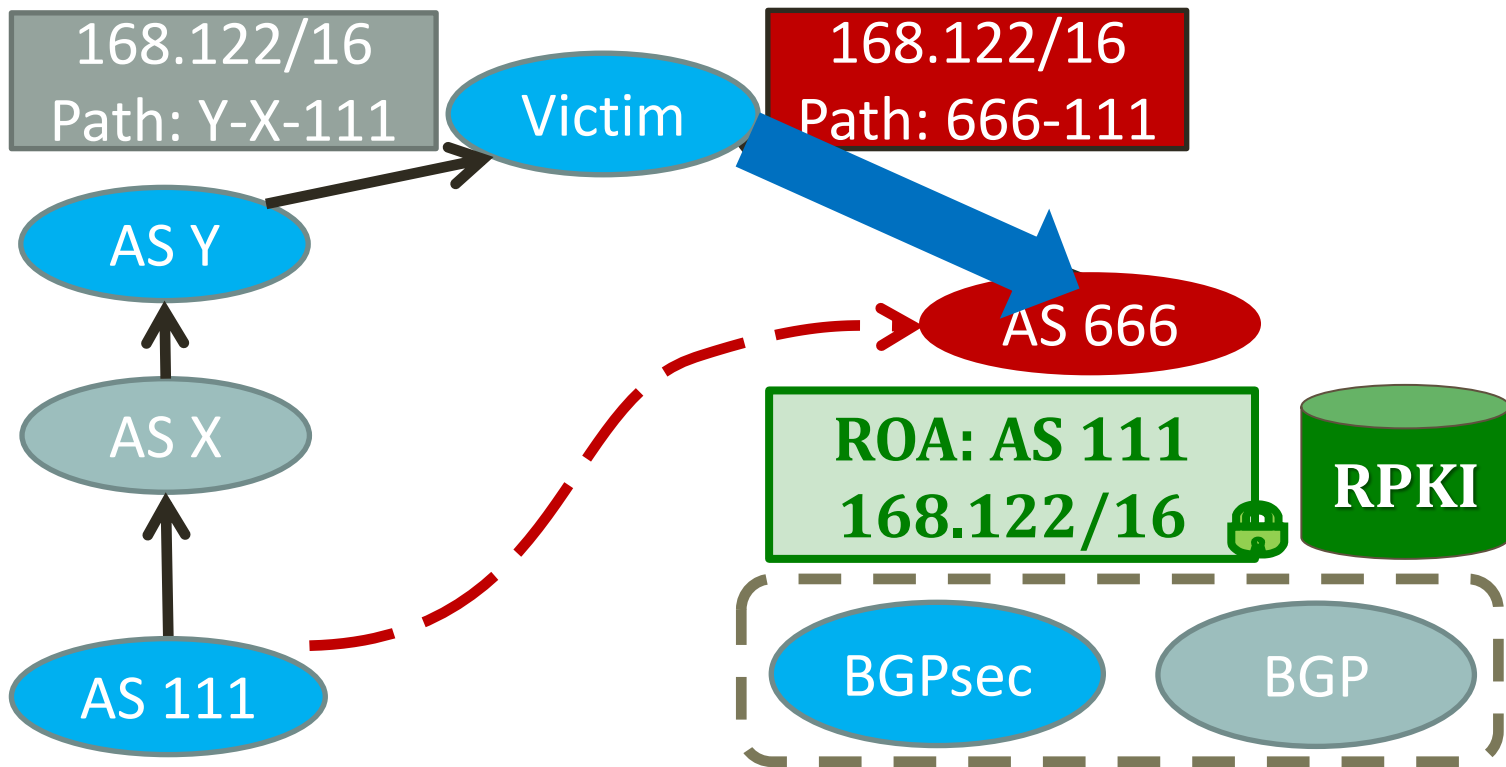 168.122/16
Path: Y-X-111
Victim
168.122/16
Path: 666-111
AS Y
AS 666
AS X
ROA: AS 111
168.122/16
RPKI
AS 111
BGPsec
BGP